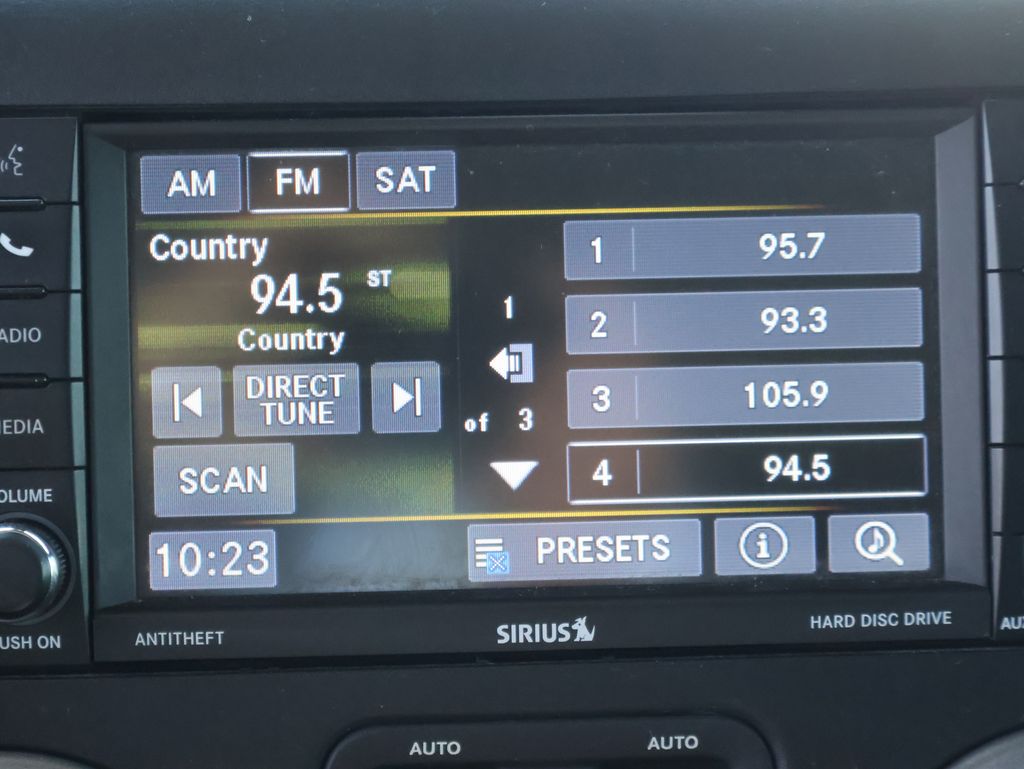 AM FM SAT
Country
94.5 ST
Country
DIRECT
TUNE
SCAN
10:23
1
of 3
1 95.7
2 93.3
3 105.9
4 94.5
PRESETS
i
ADIO
EDIA
OLUME
USH ON
ANTITHEFT
SIRIUS
HARD DISC DRIVE
AU
AUTO
AUTO